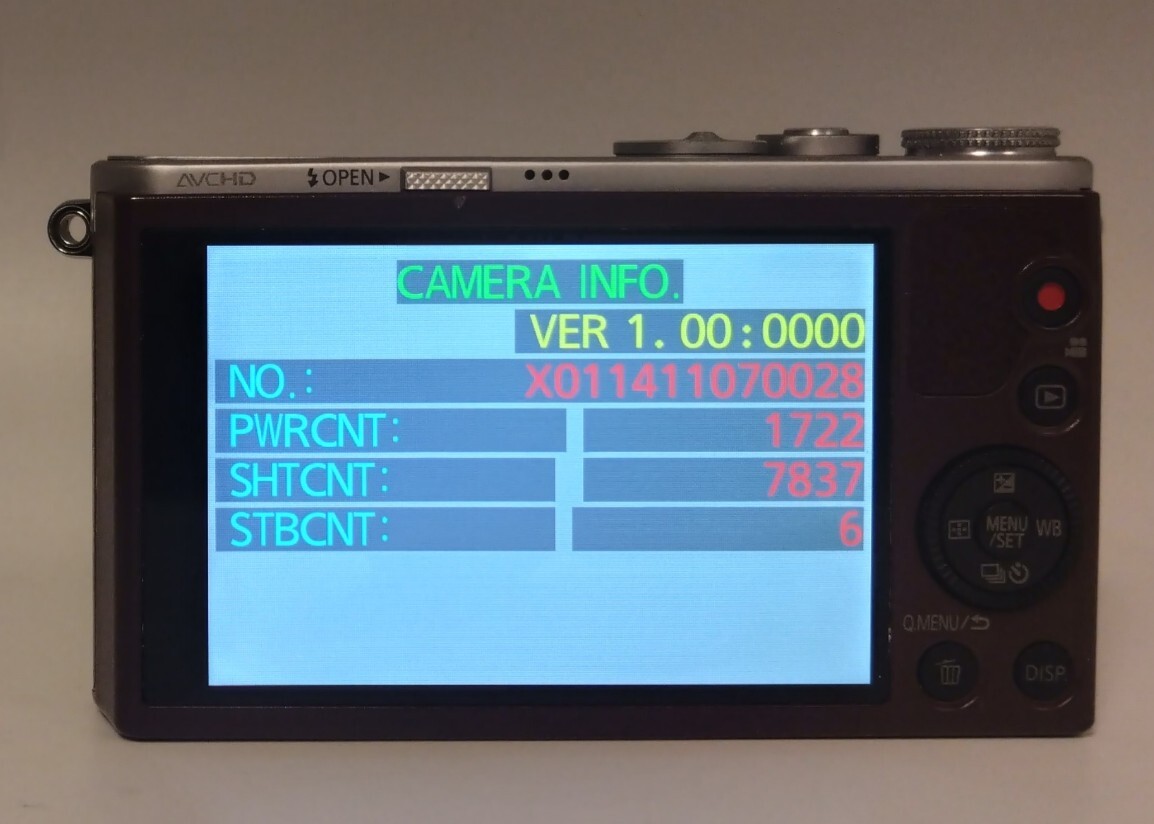 AVCHD OPEN
CAMERA INFO.
VER 1. 00:0000
NO.: X011411070028
PWRCNT: 1722
SHTCNT: 7837
STBCNT: 6
MENU
/SET
WB
Q.MENU/
DISP